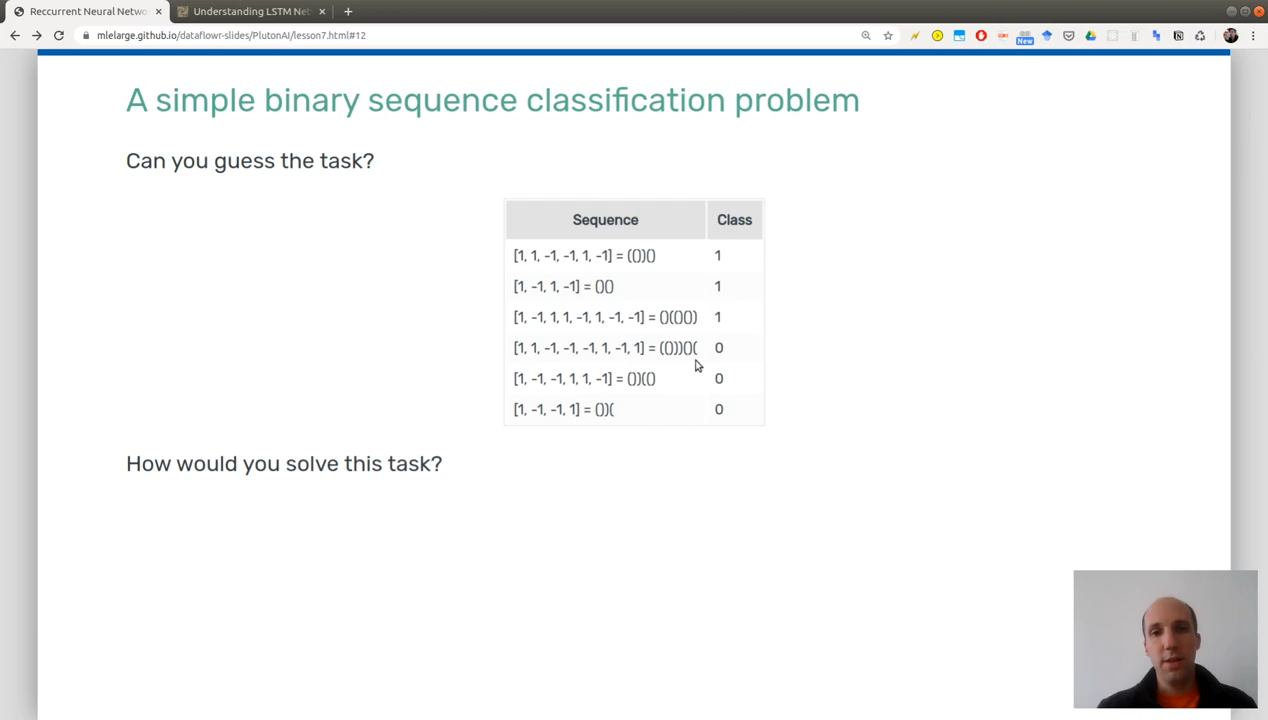 Reccurrent Neural Netwo
Understanding LSTM Net
mlelarge.github.io/dataflowr-slides/PlutonAI/lesson7.html#12
New
A simple binary sequence classification problem
Can you guess the task?
Sequence Class
[1, 1, -1, -1, 1, -1] = (())() 1
[1, -1, 1, -1] = ()() 1
[1, -1, 1, 1, -1, 1, -1, -1] = ()(()()) 1
[1, 1, -1, -1, -1, 1, -1, 1] = (()))()( 0
[1, -1, -1, 1, 1, -1] = ())(() 0
[1, -1, -1, 1] = ())( 0
How would you solve this task?